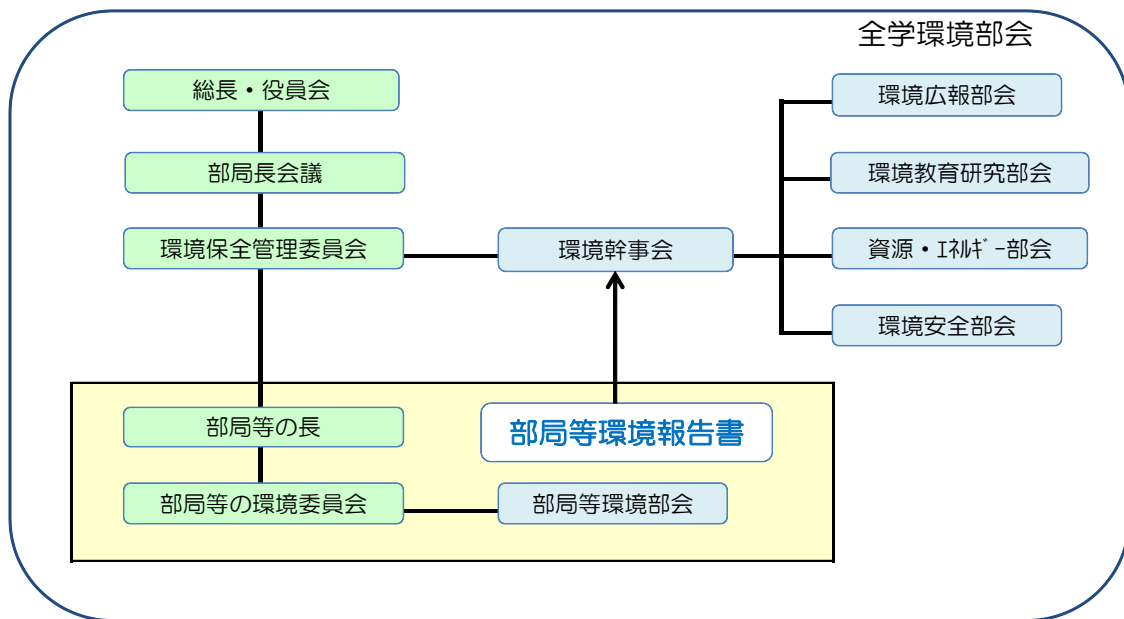 全学環境部会
総長・役員会
環境広報部会
部局長会議
環境教育研究部会
環境保全管理委員会
環境幹事会
資源・ｴﾈﾙｷﾞｰ部会
環境安全部会
部局等の長
部局等環境報告書
部局等の環境委員会
部局等環境部会